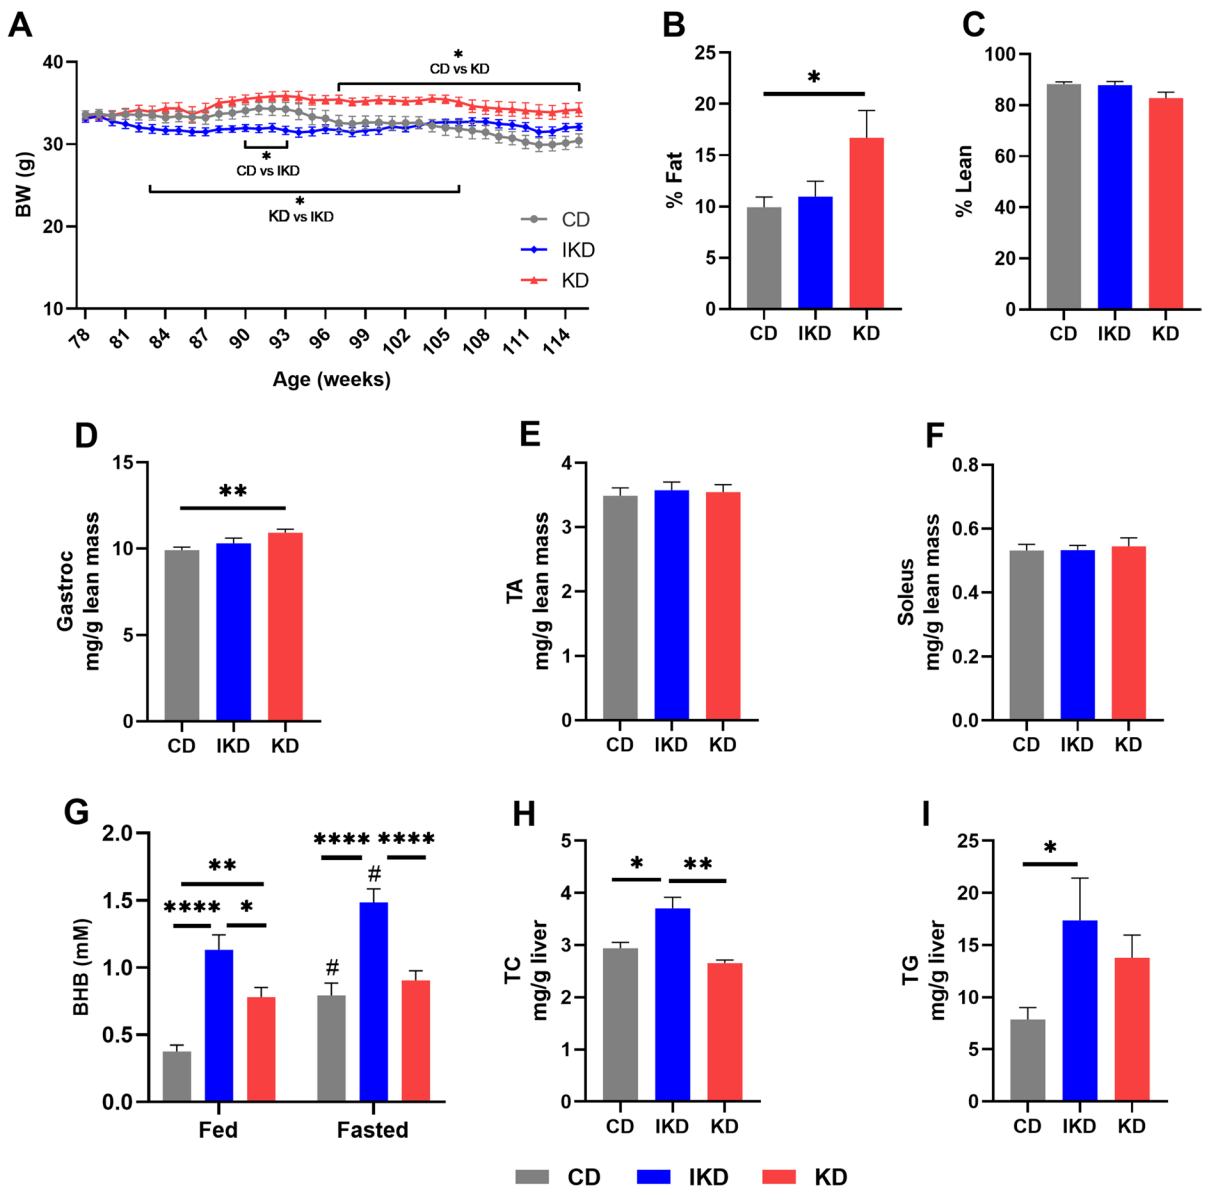 A
40
30
20
10
BW (g)
*
CD vs KD
*
CD vs IKD
*
KD vs IKD
CD
IKD
KD
78 81 84 87 90 93 96 99 102 105 108 111 114
Age (weeks)
B
25
20
15
10
5
0
% Fat
*
CD IKD KD
C
100
80
60
40
20
0
% Lean
CD IKD KD
D
15
10
5
0
Gastroc
mg/g lean mass
**
CD IKD KD
E
4
3
2
1
0
TA
mg/g lean mass
CD IKD KD
F
0.8
0.6
0.4
0.2
0.0
Soleus
mg/g lean mass
CD IKD KD
G
2.0
1.5
1.0
0.5
0.0
BHB (mM)
**
**** *
**** ****
#
#
Fed Fasted
H
5
4
3
2
1
0
TC
mg/g liver
* **
CD IKD KD
I
25
20
15
10
5
0
TG
mg/g liver
*
CD IKD KD
CD IKD KD